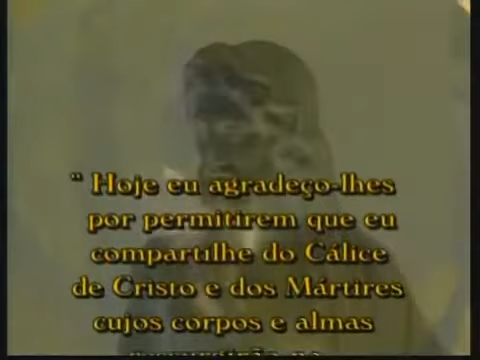 " Hoje eu agradeço-lhes
por permitirem que eu
compartilhe do Cálice
de Cristo e dos Mártires
cujos corpos e almas